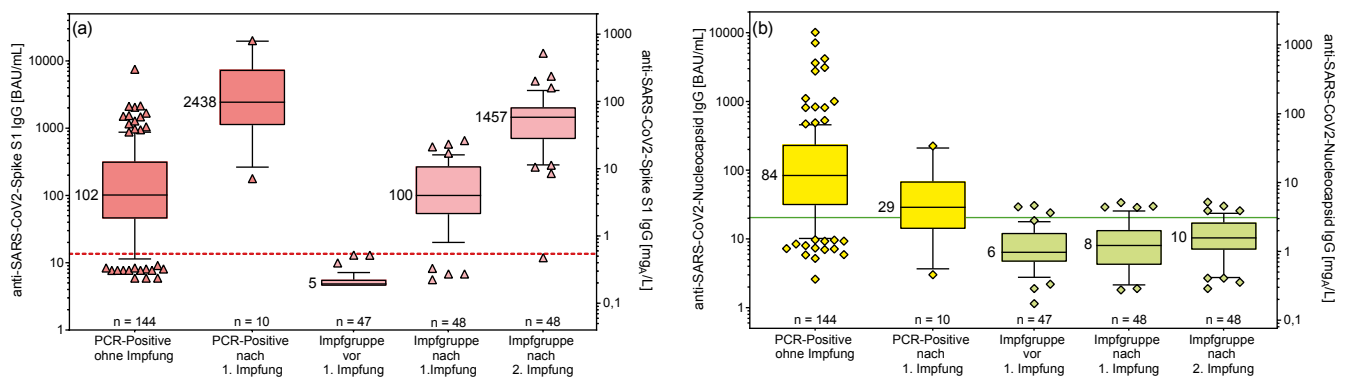 (a)
anti-SARS-CoV2-Spike S1 IgG [BAU/mL]
10000
1000
100
10
1
102
2438
5
100
1457
n = 144
n = 10
n = 47
n = 48
n = 48
PCR-Positive
ohne Impfung
PCR-Positive
nach
1. Impfung
Impfgruppe
vor
1. Impfung
Impfgruppe
nach
1.Impfung
Impfgruppe
nach
2. Impfung
1000
100
10
1
0,1
anti-SARS-CoV2-Spike S1 IgG [mgA/L]
(b)
anti-SARS-CoV2-Nucleocapsid IgG [BAU/mL]
10000
1000
100
10
1
84
29
6
8
10
n = 144
n = 10
n = 47
n = 48
n = 48
PCR-Positive
ohne Impfung
PCR-Positive
nach
1. Impfung
Impfgruppe
vor
1. Impfung
Impfgruppe
nach
1. Impfung
Impfgruppe
nach
2. Impfung
1000
100
10
1
0,1
anti-SARS-CoV2-Nucleocapsid IgG [mgA/L]